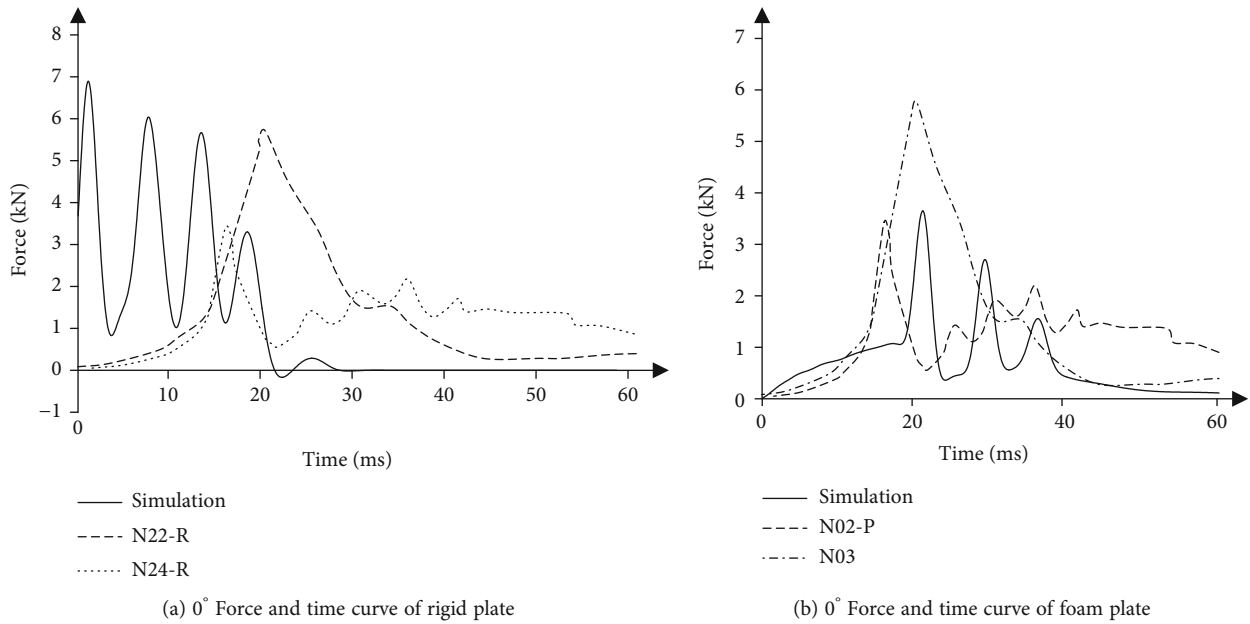 8
7
6
5
4
3
2
1
0
−1
Force (kN)
0
10
20
30
40
50
60
Time (ms)
Simulation
N22-R
N24-R
(a) 0° Force and time curve of rigid plate
7
6
5
4
3
2
1
0
Force (kN)
0
20
40
60
Time (ms)
Simulation
N02-P
N03
(b) 0° Force and time curve of foam plate